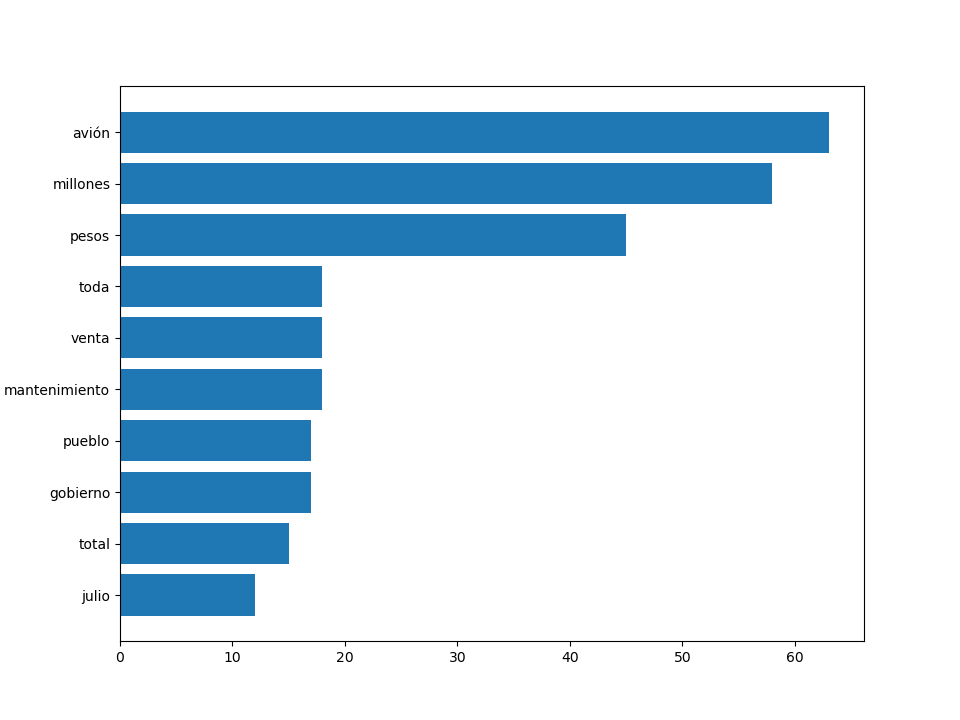 avión
millones
pesos
toda
venta
mantenimiento
pueblo
gobierno
total
julio
0 10 20 30 40 50 60